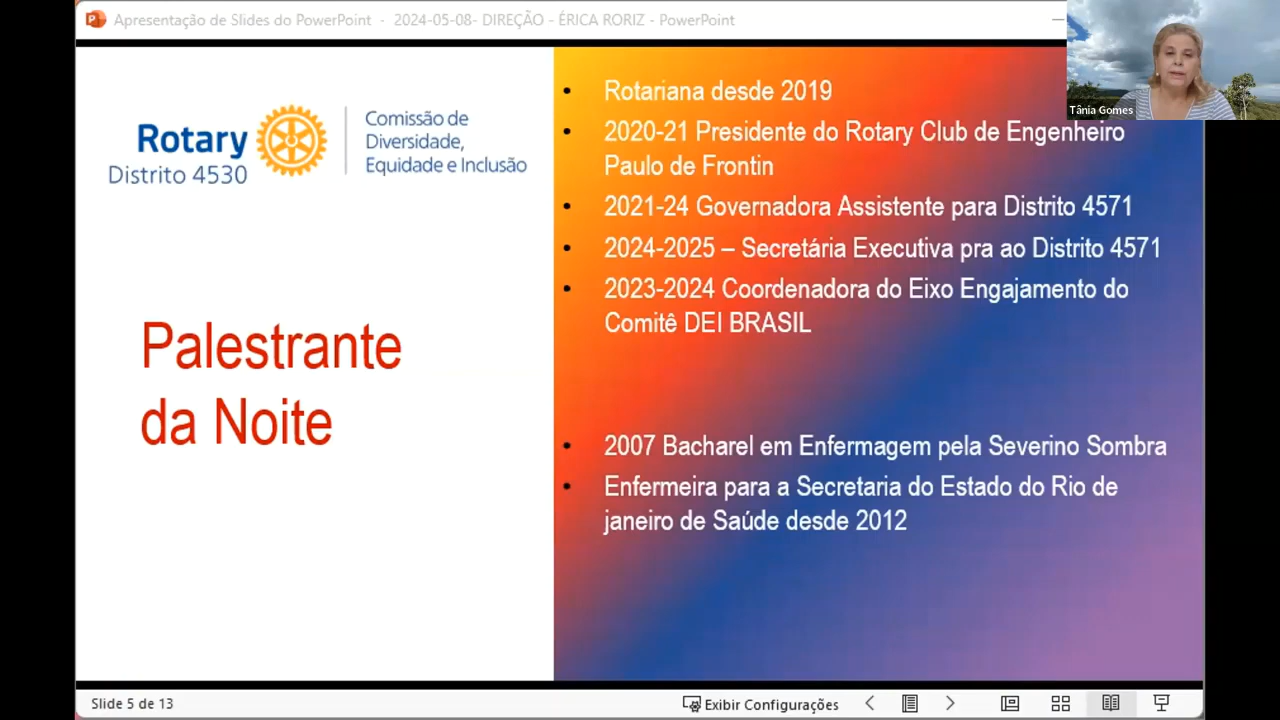 Apresentação de Slides do PowerPoint - 2024-05-08- DIREÇÃO - ÉRICA RORIZ - PowerPoint
Tânia Gomes
Rotary
Distrito 4530
Comissão de
Diversidade,
Equidade e Inclusão
Palestrante
da Noite
• Rotariana desde 2019
• 2020-21 Presidente do Rotary Club de Engenheiro
Paulo de Frontin
• 2021-24 Governadora Assistente para Distrito 4571
• 2024-2025 – Secretária Executiva pra ao Distrito 4571
• 2023-2024 Coordenadora do Eixo Engajamento do
Comitê DEI BRASIL
• 2007 Bacharel em Enfermagem pela Severino Sombra
• Enfermeira para a Secretaria do Estado do Rio de
janeiro de Saúde desde 2012
Slide 5 de 13
Exibir Configurações